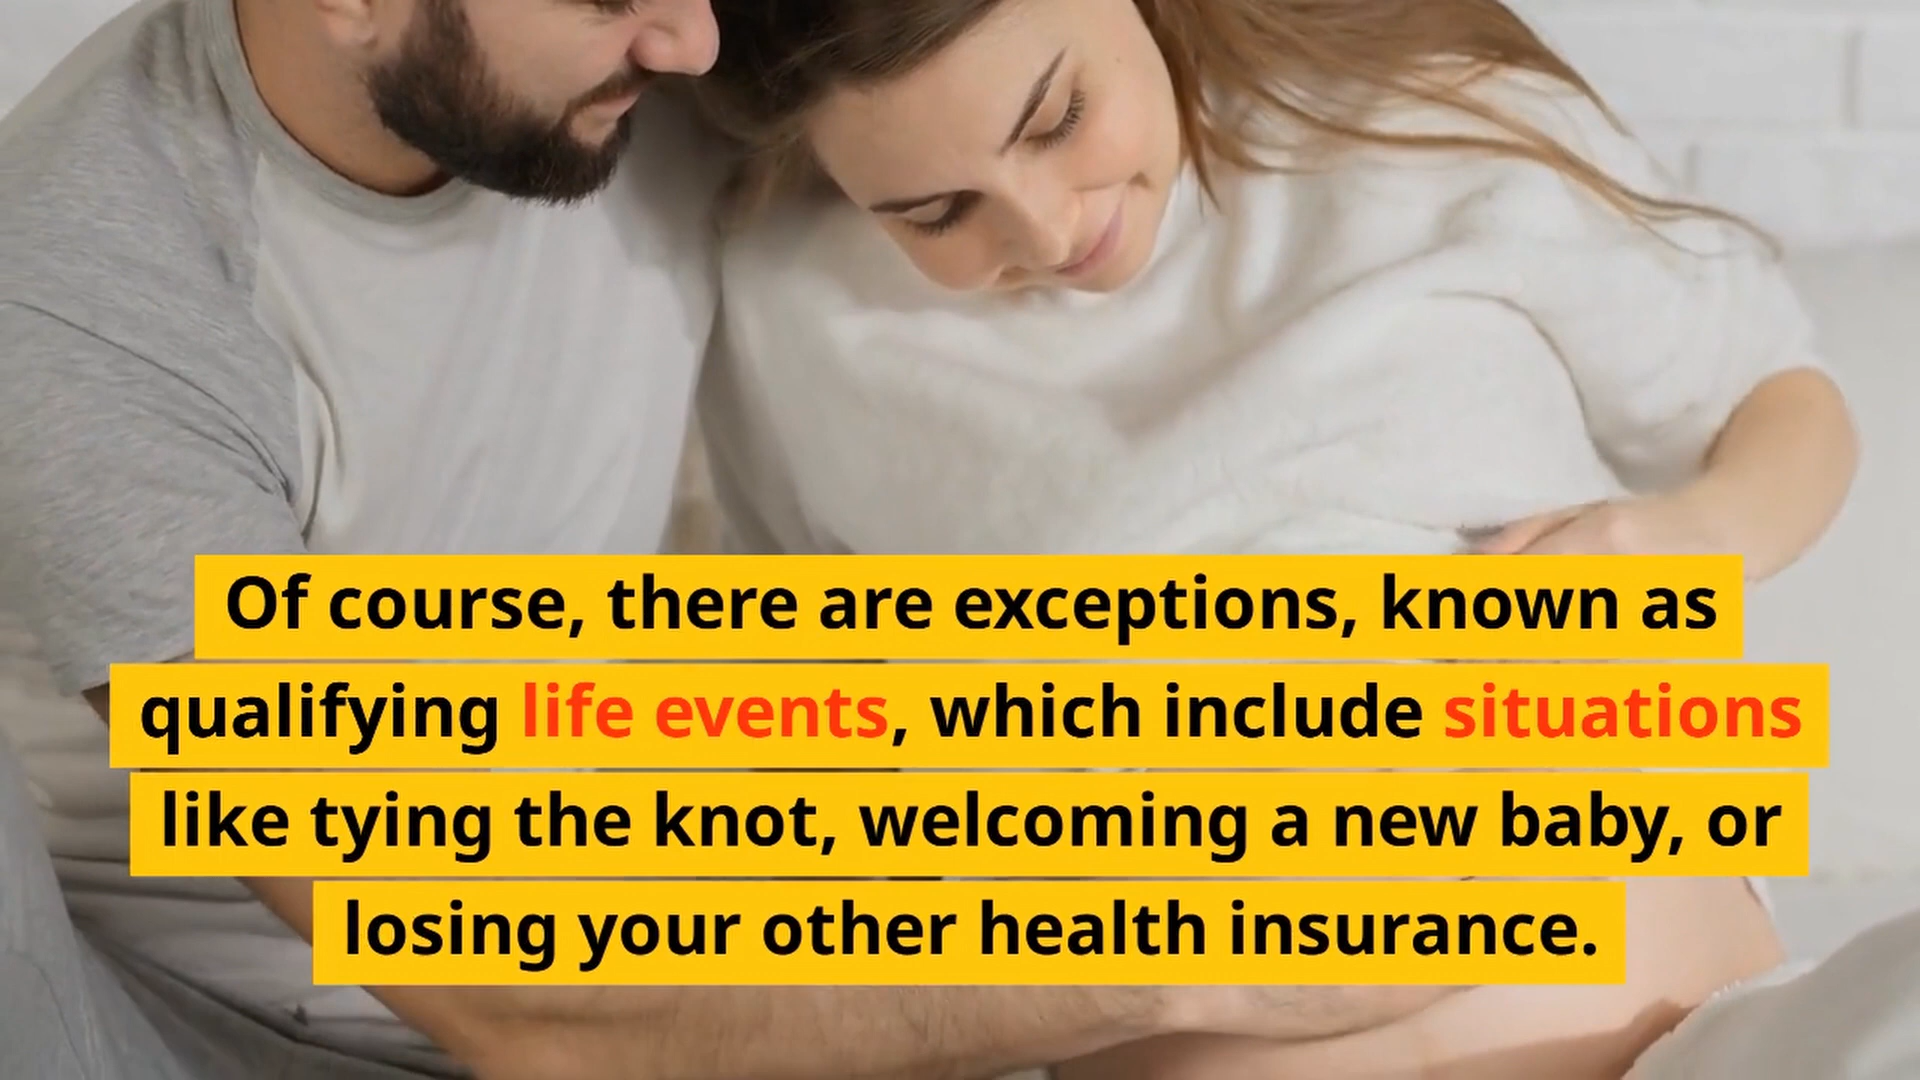 Of course, there are exceptions, known as
qualifying life events, which include situations
like tying the knot, welcoming a new baby, or
losing your other health insurance.